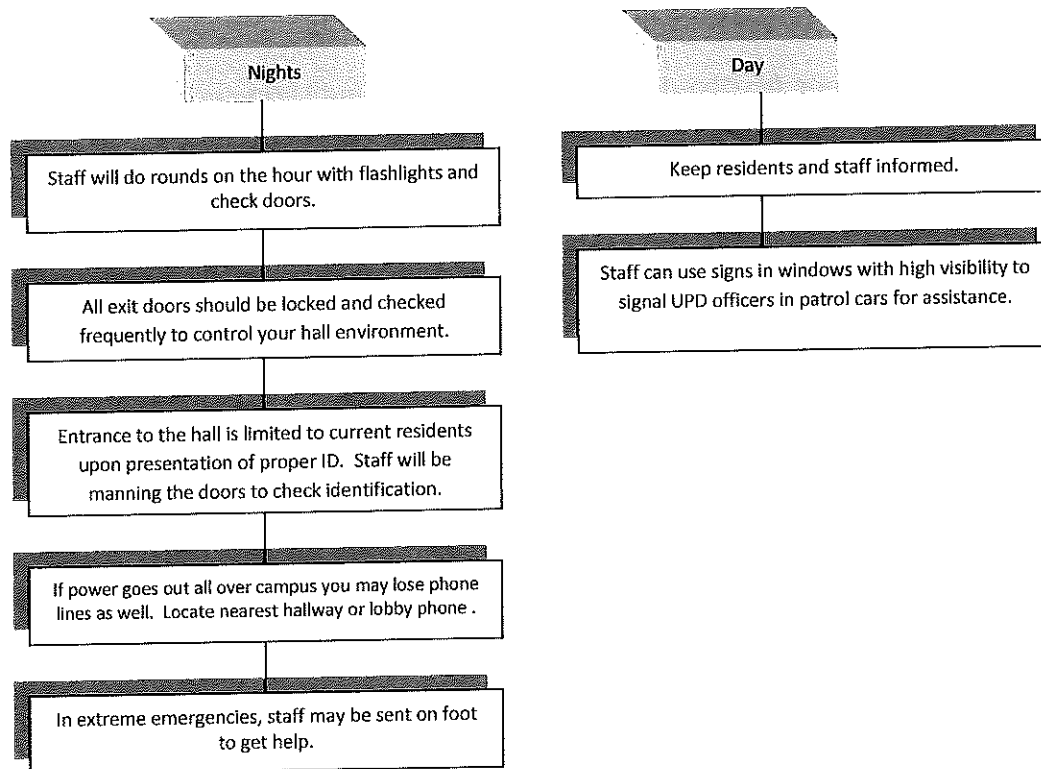 Nights
Staff will do rounds on the hour with flashlights and
check doors.
All exit doors should be locked and checked
frequently to control your hall environment.
Entrance to the hall is limited to current residents
upon presentation of proper ID. Staff will be
manning the doors to check identification.
If power goes out all over campus you may lose phone
lines as well. Locate nearest hallway or lobby phone .
In extreme emergencies, staff may be sent on foot
to get help.
Day
Keep residents and staff informed.
Staff can use signs in windows with high visibility to
signal UPD officers in patrol cars for assistance.